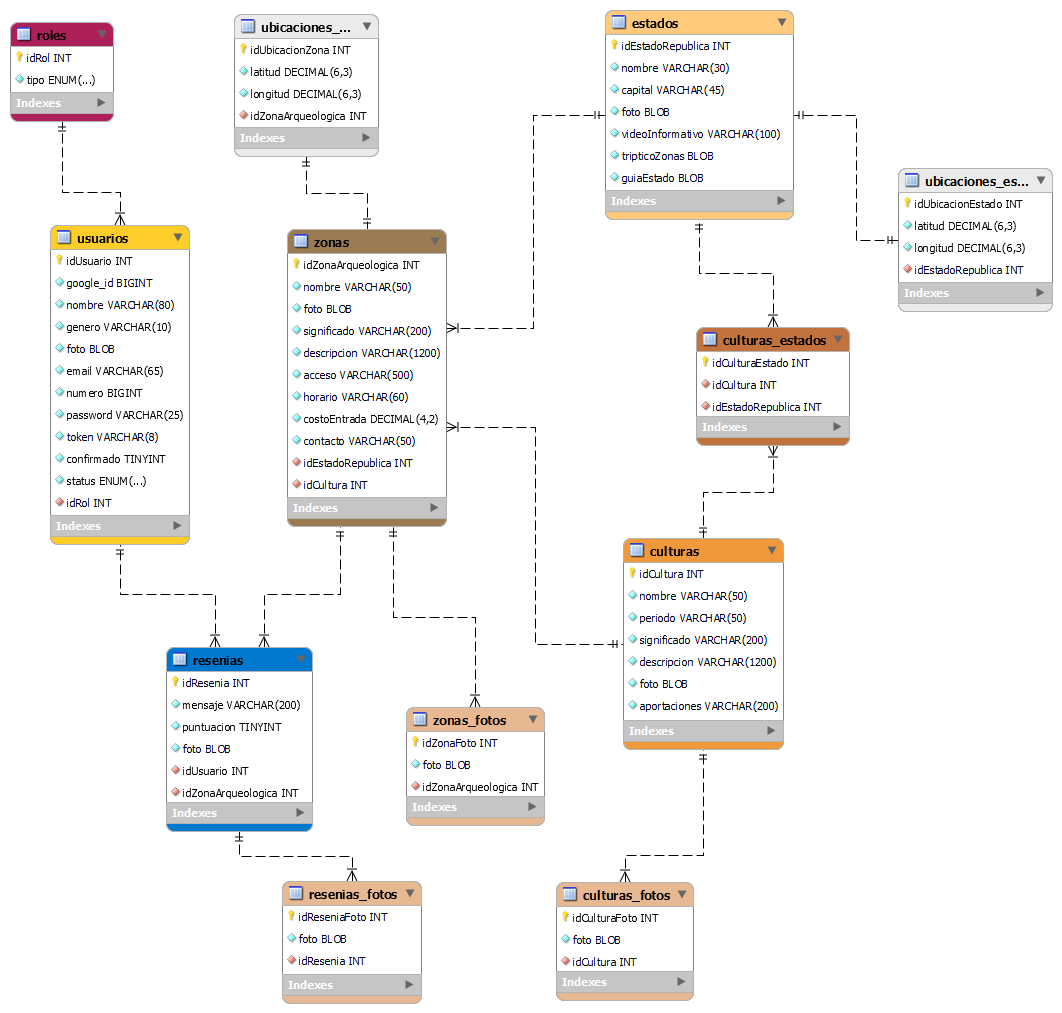 roles
idRol INT
tipo ENUM(...)
Indexes
ubicaciones_...
idUbicacionZona INT
latitud DECIMAL(6,3)
longitud DECIMAL(6,3)
idZonaArqueologica INT
Indexes
estados
idEstadoRepublica INT
nombre VARCHAR(30)
capital VARCHAR(45)
foto BLOB
videoInformativo VARCHAR(100)
tripticoZonas BLOB
guiaEstado BLOB
Indexes
ubicaciones_es...
idUbicacionEstado INT
latitud DECIMAL(6,3)
longitud DECIMAL(6,3)
idEstadoRepublica INT
Indexes
usuarios
idUsuario INT
google_id BIGINT
nombre VARCHAR(80)
genero VARCHAR(10)
foto BLOB
email VARCHAR(65)
numero BIGINT
password VARCHAR(25)
token VARCHAR(8)
confirmado TINYINT
status ENUM(...)
idRol INT
Indexes
zonas
idZonaArqueologica INT
nombre VARCHAR(50)
foto BLOB
significado VARCHAR(200)
descripcion VARCHAR(1200)
acceso VARCHAR(500)
horario VARCHAR(60)
costoEntrada DECIMAL(4,2)
contacto VARCHAR(50)
idEstadoRepublica INT
idCultura INT
Indexes
culturas_estados
idCulturaEstado INT
idCultura INT
idEstadoRepublica INT
Indexes
culturas
idCultura INT
nombre VARCHAR(50)
periodo VARCHAR(50)
significado VARCHAR(200)
descripcion VARCHAR(1200)
foto BLOB
aportaciones VARCHAR(200)
Indexes
resenias
idResenia INT
mensaje VARCHAR(200)
puntuacion TINYINT
foto BLOB
idUsuario INT
idZonaArqueologica INT
Indexes
zonas_fotos
idZonaFoto INT
foto BLOB
idZonaArqueologica INT
Indexes
resenias_fotos
idReseniaFoto INT
foto BLOB
idResenia INT
Indexes
culturas_fotos
idCulturaFoto INT
foto BLOB
idCultura INT
Indexes